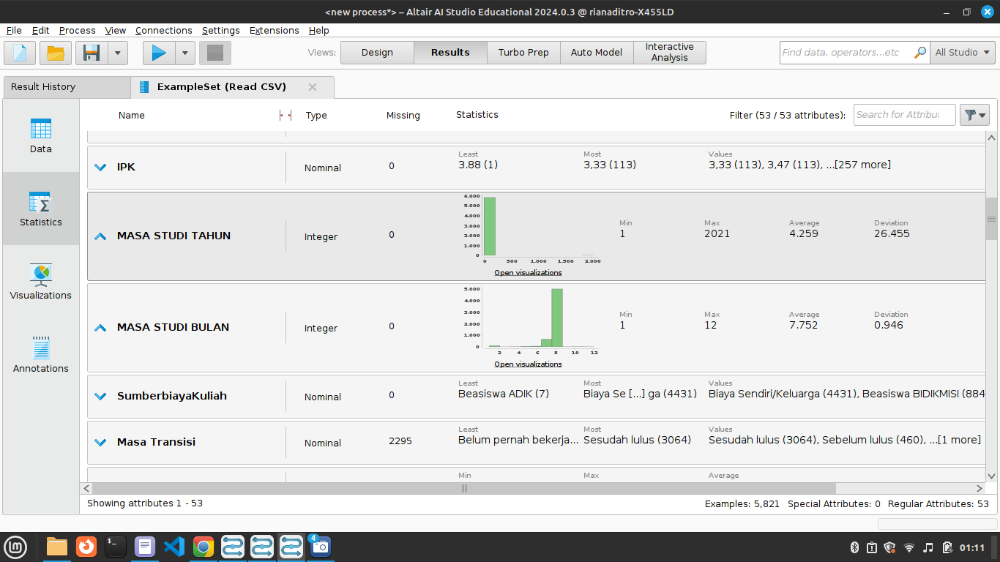 <new process*> – Altair AI Studio Educational 2024.0.3 @ rianaditro-X455LD
File Edit Process View Connections Settings Extensions Help
Views: Design Results Turbo Prep Auto Model Interactive Analysis
Find data, operators...etc All Studio
Result History ExampleSet (Read CSV)
Data
Statistics
Visualizations
Annotations
Name Type Missing Statistics Filter (53 / 53 attributes): Search for Attribut
Least Most Values
IPK Nominal 0 3.88 (1) 3,33 (113) 3,33 (113), 3,47 (113), ...[257 more]
6.000
5.000
4.000
3.000
2.000
1.000
0
0 500 1.000 1.500 2.000
Open visualizations
Min Max Average Deviation
MASA STUDI TAHUN Integer 0 1 2021 4.259 26.455
5.000
4.000
3.000
2.000
1.000
0
2 4 6 8 10 12
Open visualizations
Min Max Average Deviation
MASA STUDI BULAN Integer 0 1 12 7.752 0.946
Least Most Values
SumberbiayaKuliah Nominal 0 Beasiswa ADIK (7) Biaya Se [...] ga (4431) Biaya Sendiri/Keluarga (4431), Beasiswa BIDIKMISI (884
Least Most Values
Masa Transisi Nominal 2295 Belum pernah bekerja... Sesudah lulus (3064) Sesudah lulus (3064), Sebelum lulus (460), ...[1 more]
Min Max Average
Showing attributes 1 - 53 Examples: 5,821 Special Attributes: 0 Regular Attributes: 53
4
01:11